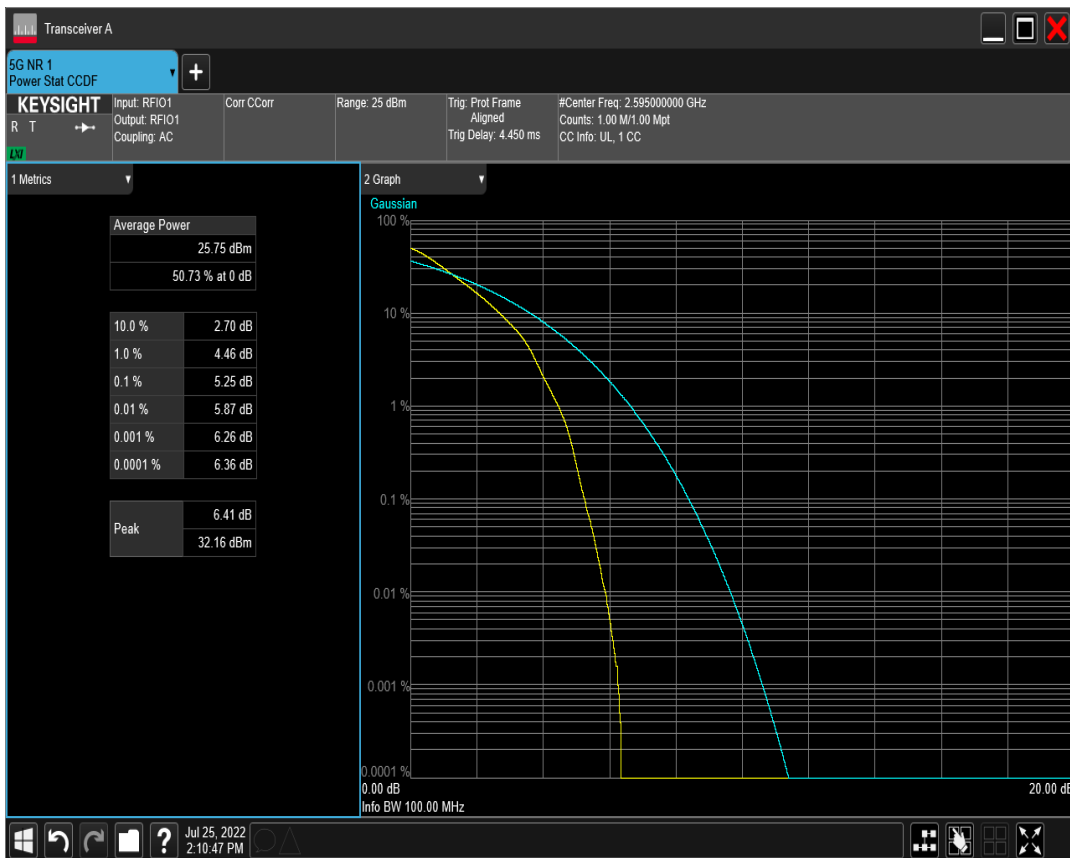 Transceiver A
5G NR 1
Power Stat CCDF
+
KEYSIGHT
R T
LXI
Input: RFIO1
Output: RFIO1
Coupling: AC
Corr CCorr
Range: 25 dBm
Trig: Prot Frame
Aligned
Trig Delay: 4.450 ms
#Center Freq: 2.595000000 GHz
Counts: 1.00 M/1.00 Mpt
CC Info: UL, 1 CC
1 Metrics
Average Power
25.75 dBm
50.73 % at 0 dB
10.0 % 2.70 dB
1.0 % 4.46 dB
0.1 % 5.25 dB
0.01 % 5.87 dB
0.001 % 6.26 dB
0.0001 % 6.36 dB
Peak
6.41 dB
32.16 dBm
2 Graph
Gaussian
100 %
10 %
1 %
0.1 %
0.01 %
0.001 %
0.0001 %
0.00 dB
20.00 dB
Info BW 100.00 MHz
?
Jul 25, 2022
2:10:47 PM